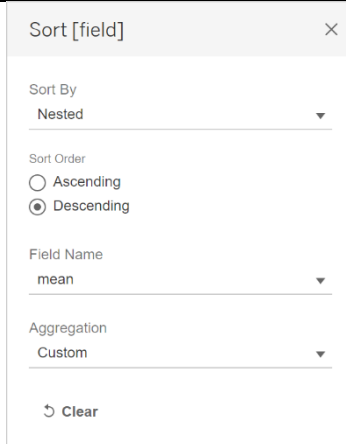 Sort [field]
Sort By
Nested
Sort Order
Ascending
Descending
Field Name
mean
Aggregation
Custom
Clear